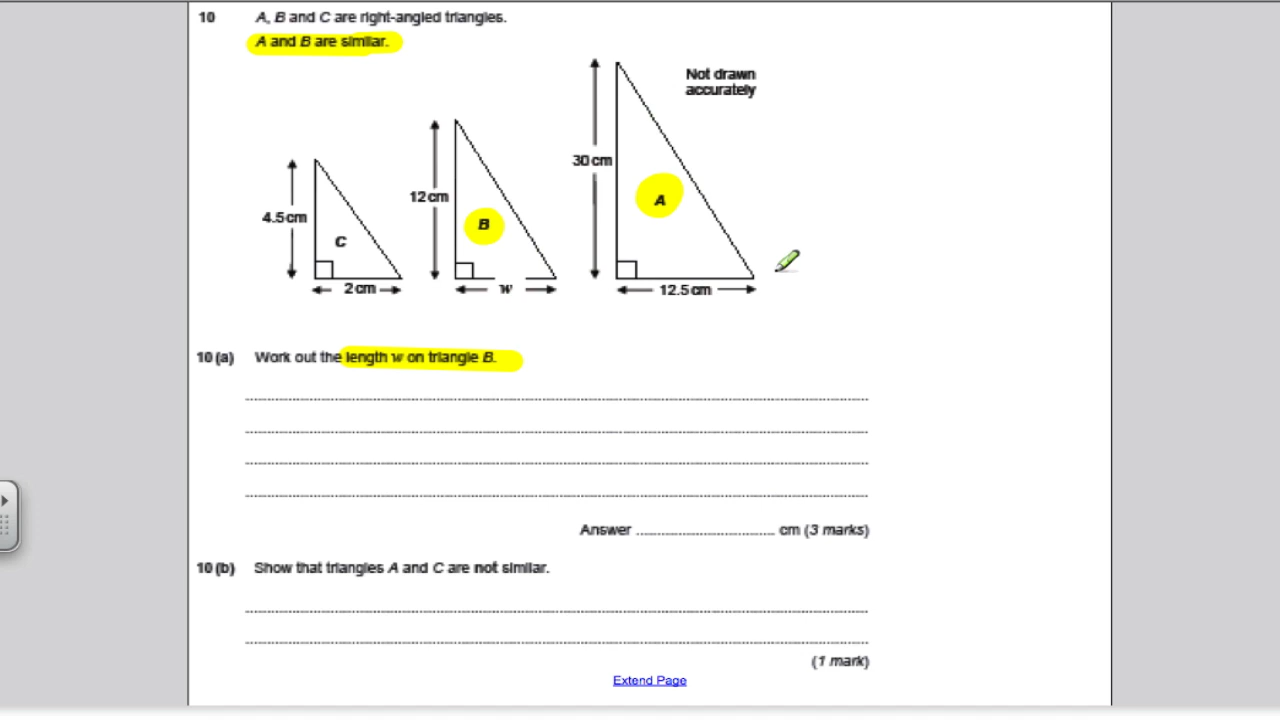 10 A, B and C are right-angled triangles.
A and B are similar.
Not drawn
accurately
30 cm
12 cm
4.5 cm
A
B
C
2 cm
w
12.5 cm
10 (a) Work out the length w on triangle B.
Answer ........................................ cm (3 marks)
10 (b) Show that triangles A and C are not similar.
(1 mark)
Extend Page